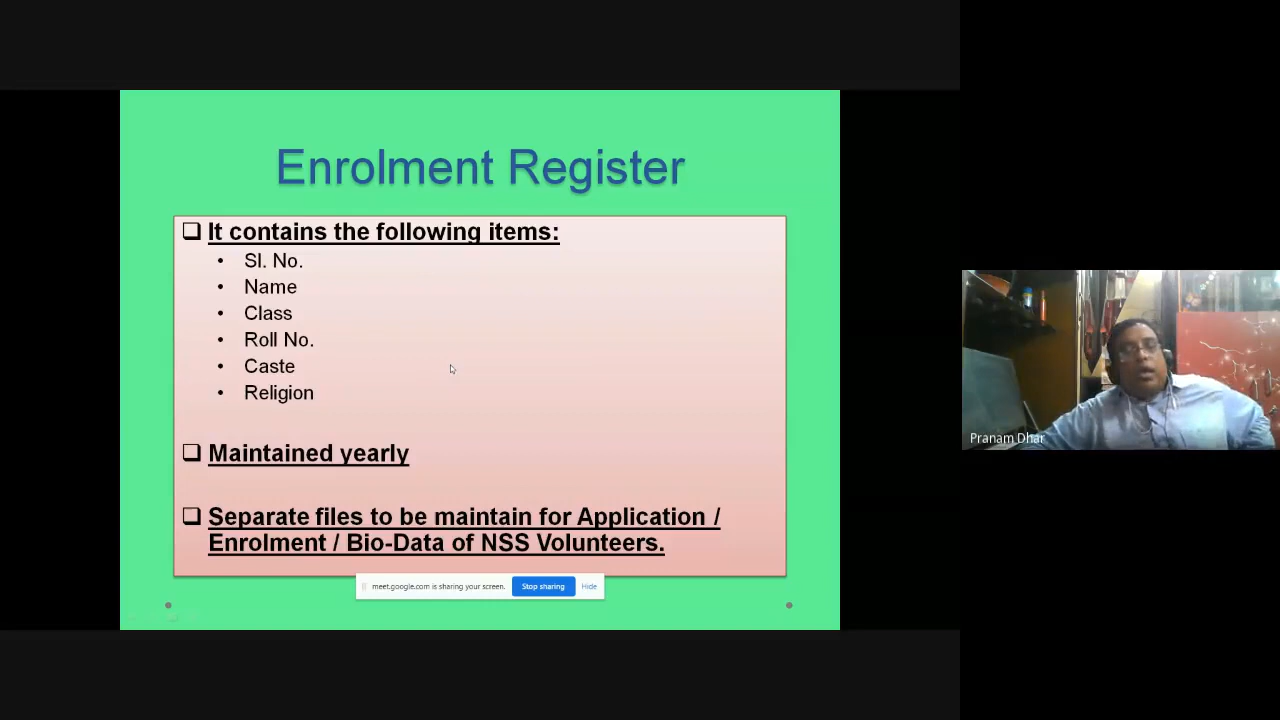 Enrolment Register
It contains the following items:
Sl. No.
Name
Class
Roll No.
Caste
Religion
Maintained yearly
Separate files to be maintain for Application /
Enrolment / Bio-Data of NSS Volunteers.
meet.google.com is sharing your screen. Stop sharing Hide
Pranam Dhar